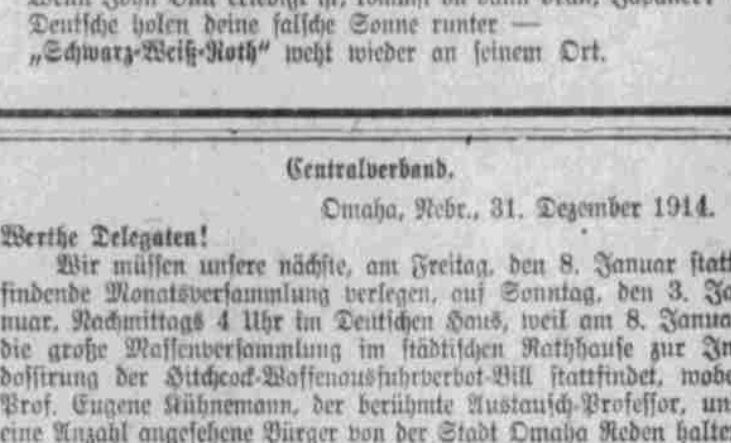 Deutsche holen deine falsche Sonne runter —
„Schwarz-Weiß-Roth" weht wieder an seinem Ort.
Centralverband.
Omaha, Nebr., 31. Dezember 1914.
Werthe Delegaten!
Wir müssen unsere nächste, am Freitag, den 8. Januar statt
findende Monatsversammlung verlegen, auf Sonntag, den 3. Ja
nuar, Nachmittags 4 Uhr im Deutschen Haus, weil am 8. Janua
die große Massenversammlung im städtischen Rathhause zur In
dossirung der Hitchcock-Waffenausfuhrverbot-Bill stattfindet, wobe
Prof. Eugene Kühnemann, der berühmte Austausch-Professor, un
eine Anzahl angesehene Bürger von der Stadt Omaha Reden halte